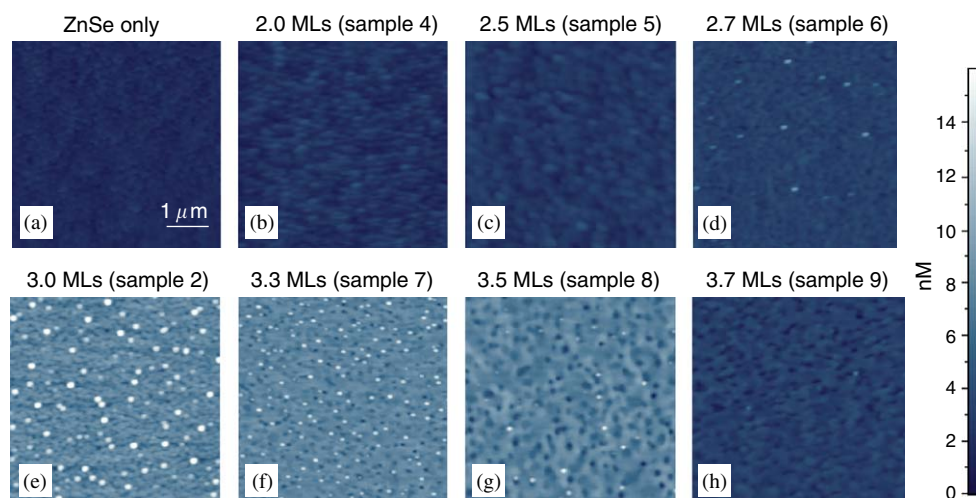 ZnSe only
2.0 MLs (sample 4)
2.5 MLs (sample 5)
2.7 MLs (sample 6)
(a)
1 μm
(b)
(c)
(d)
3.0 MLs (sample 2)
3.3 MLs (sample 7)
3.5 MLs (sample 8)
3.7 MLs (sample 9)
(e)
(f)
(g)
(h)
14
12
10
8
6
4
2
0
nM